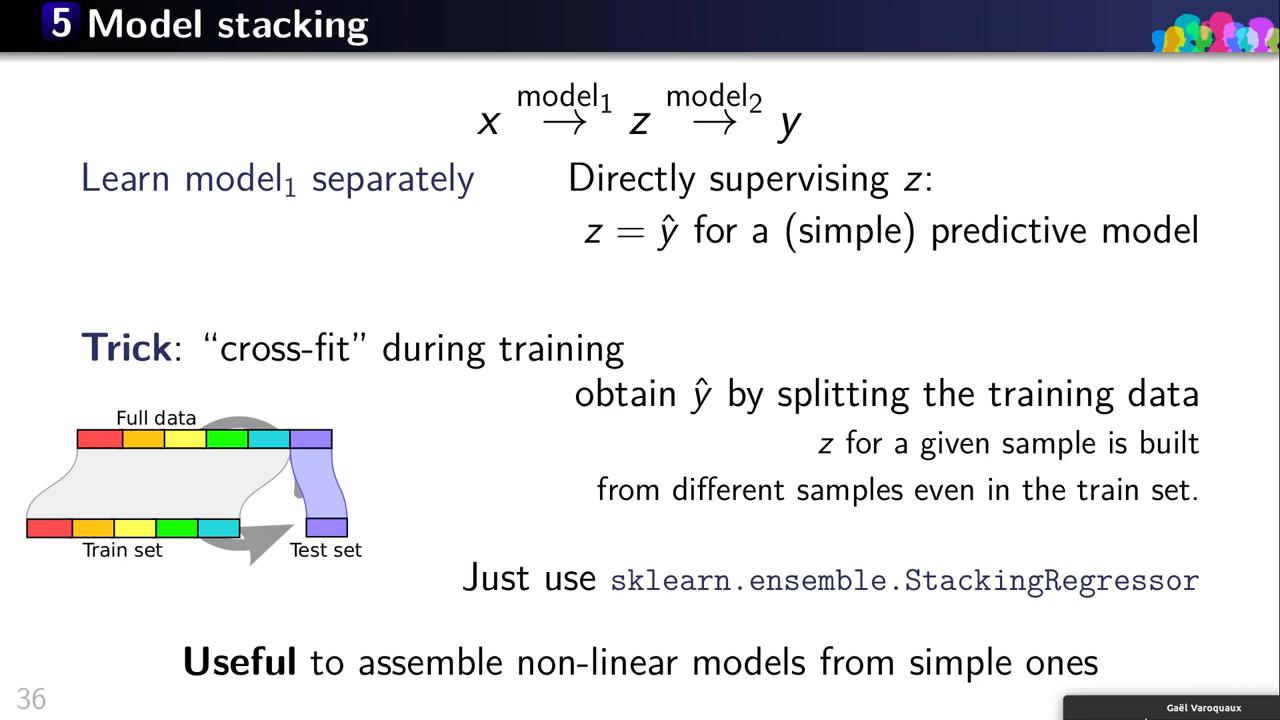 5 Model stacking
x model₁→ z model₂→ y
Learn model₁ separately
Directly supervising z:
z = ŷ for a (simple) predictive model
Trick: “cross-fit” during training
obtain ŷ by splitting the training data
z for a given sample is built
from different samples even in the train set.
Full data
Train set
Test set
Just use sklearn.ensemble.StackingRegressor
Useful to assemble non-linear models from simple ones
36
Gaël Varoquaux